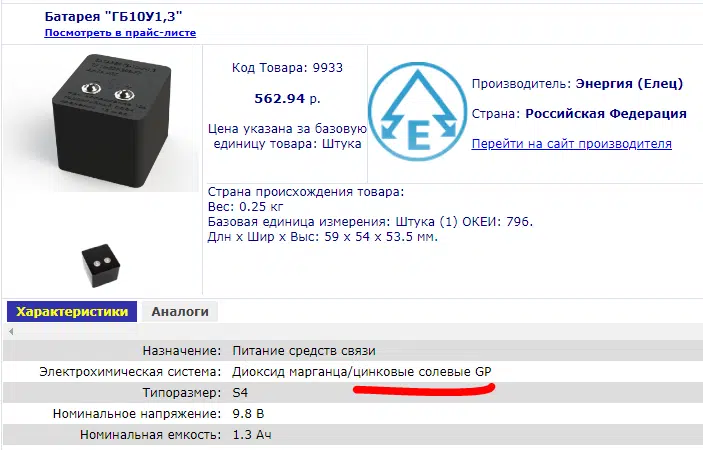 Батарея "ГБ10У1,3"
Посмотреть в прайс-листе
Код Товара: 9933
562.94 р.
Цена указана за базовую
единицу товара: Штука
Е
Производитель: Энергия (Елец)
Страна: Российская Федерация
Перейти на сайт производителя
Страна происхождения товара:
Вес: 0.25 кг
Базовая единица измерения: Штука (1) ОКЕИ: 796.
Длн x Шир x Выс: 59 x 54 x 53.5 мм.
Характеристики Аналоги
Назначение: Питание средств связи
Электрохимическая система: Диоксид марганца/цинковые солевые GP
Типоразмер: S4
Номинальное напряжение: 9.8 В
Номинальная емкость: 1.3 Ач